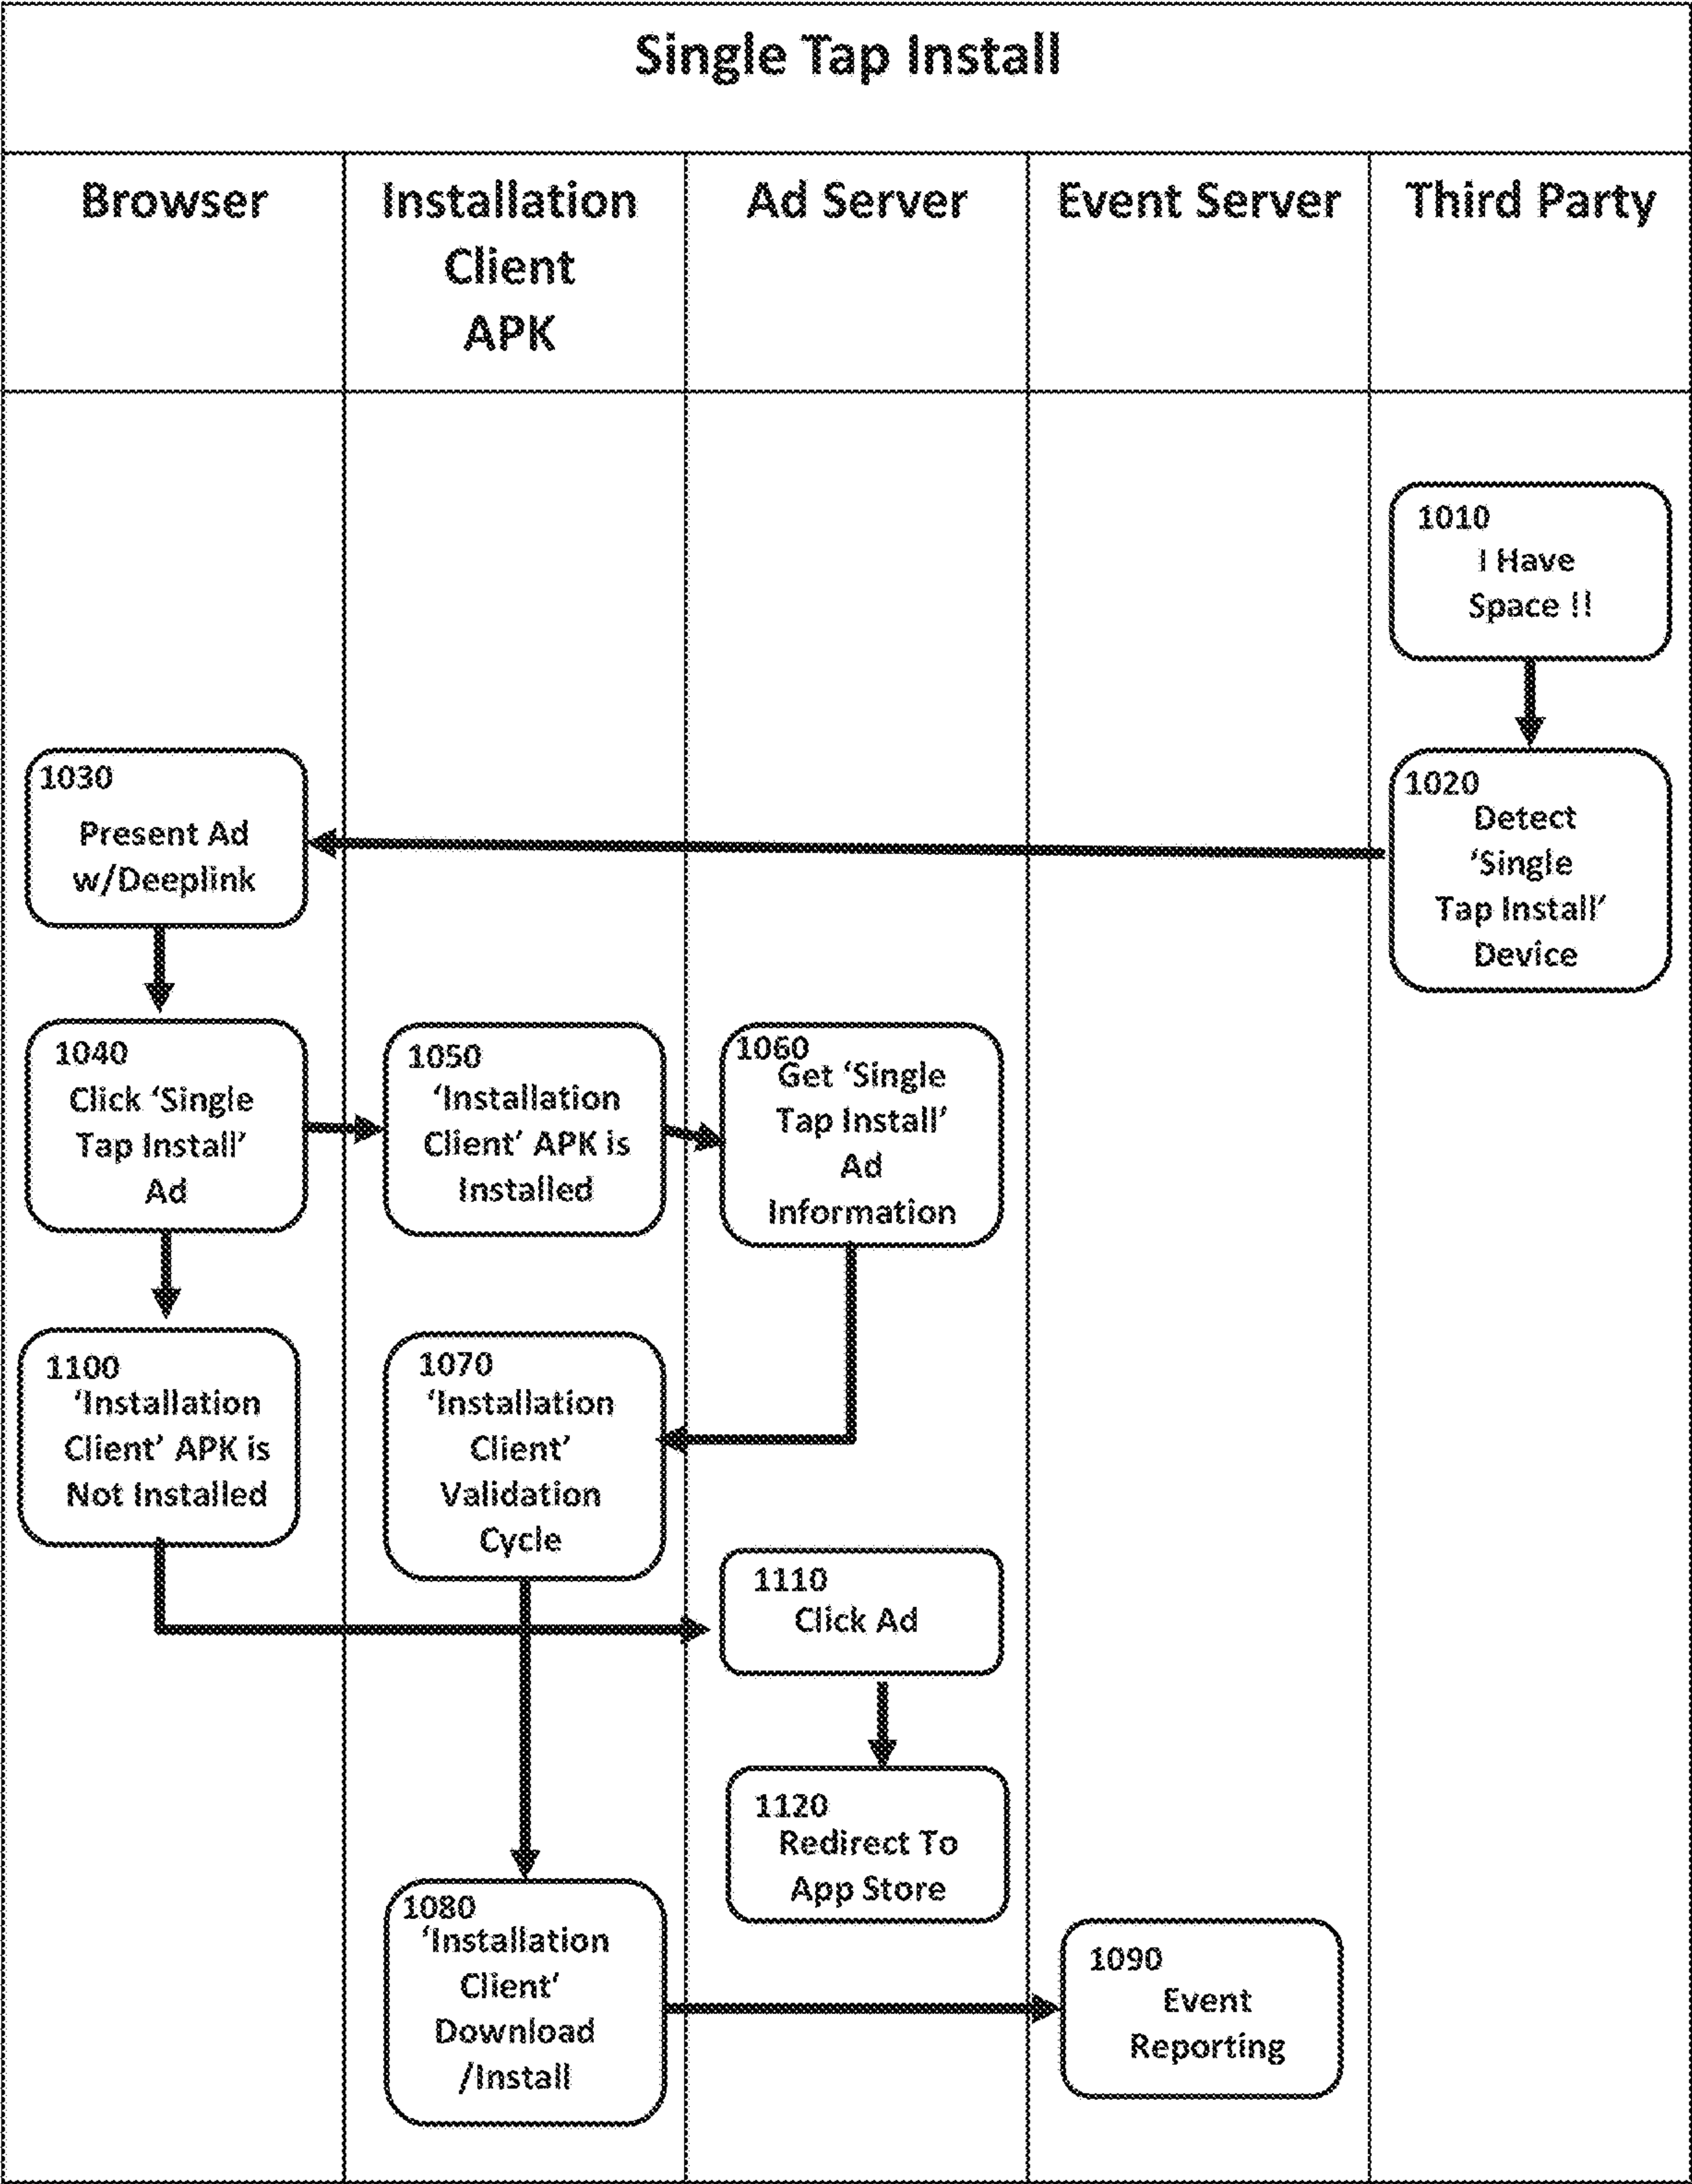 Single Tap Install
Browser
Installation
Client
APK
Ad Server
Event Server
Third Party
1010
I Have
Space !!
1020
Detect
‘Single
Tap Install’
Device
1030
Present Ad
w/Deeplink
1040
Click ‘Single
Tap Install’
Ad
1050
‘Installation
Client’ APK is
Installed
1060
Get ‘Single
Tap Install’
Ad
Information
1100
‘Installation
Client’ APK is
Not Installed
1070
‘Installation
Client’
Validation
Cycle
1110
Click Ad
1120
Redirect To
App Store
1080
‘Installation
Client’
Download
/Install
1090
Event
Reporting